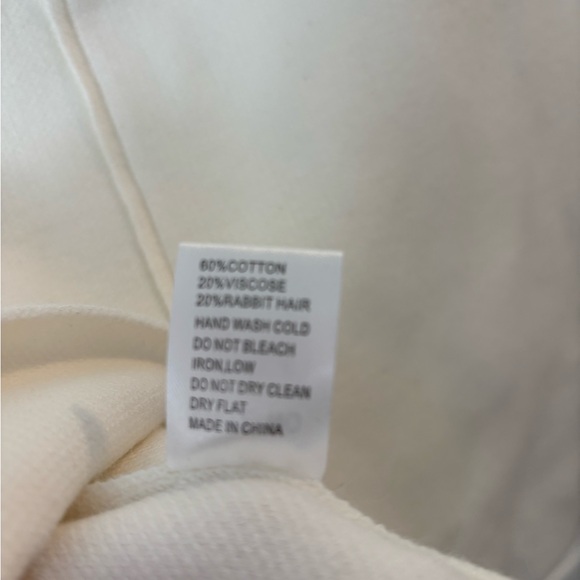 60%COTTON
20%VISCOSE
20%RABBIT HAIR
HAND WASH COLD
DO NOT BLEACH
IRON,LOW
DO NOT DRY CLEAN
DRY FLAT
MADE IN CHINA